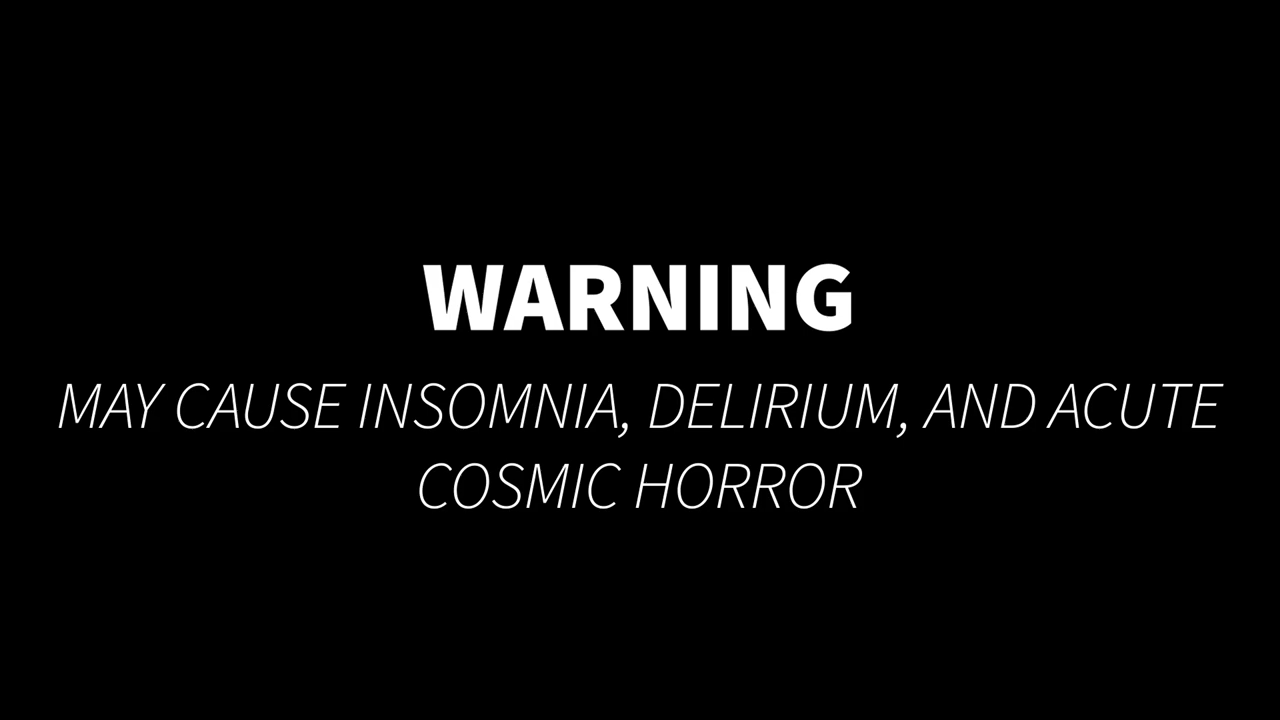 WARNING
MAY CAUSE INSOMNIA, DELIRIUM, AND ACUTE
COSMIC HORROR